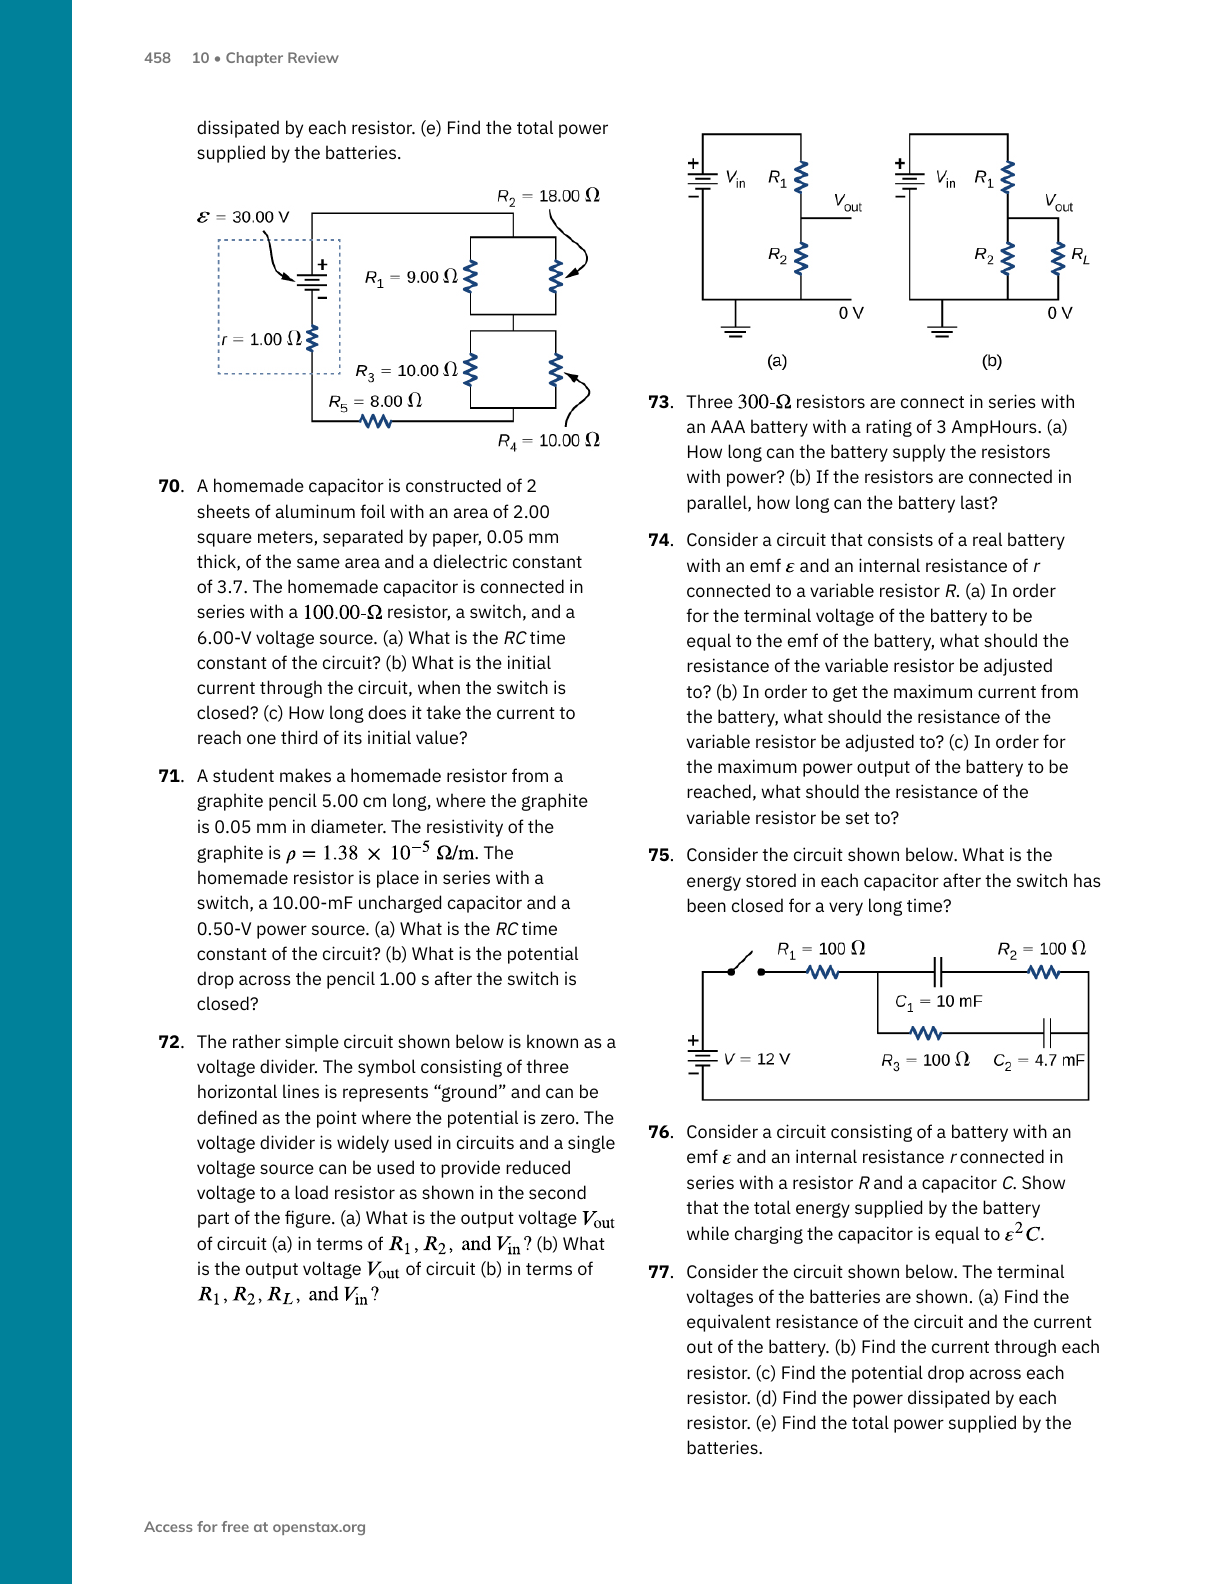 458 10 • Chapter Review
dissipated by each resistor. (e) Find the total power
supplied by the batteries.
R2 = 18.00 Ω
ε = 30.00 V
+
R1 = 9.00 Ω
−
r = 1.00 Ω
R3 = 10.00 Ω
R5 = 8.00 Ω
R4 = 10.00 Ω
70. A homemade capacitor is constructed of 2
sheets of aluminum foil with an area of 2.00
square meters, separated by paper, 0.05 mm
thick, of the same area and a dielectric constant
of 3.7. The homemade capacitor is connected in
series with a 100.00-Ω resistor, a switch, and a
6.00-V voltage source. (a) What is the RC time
constant of the circuit? (b) What is the initial
current through the circuit, when the switch is
closed? (c) How long does it take the current to
reach one third of its initial value?
71. A student makes a homemade resistor from a
graphite pencil 5.00 cm long, where the graphite
is 0.05 mm in diameter. The resistivity of the
graphite is ρ = 1.38 × 10⁻⁵ Ω/m. The
homemade resistor is place in series with a
switch, a 10.00-mF uncharged capacitor and a
0.50-V power source. (a) What is the RC time
constant of the circuit? (b) What is the potential
drop across the pencil 1.00 s after the switch is
closed?
72. The rather simple circuit shown below is known as a
voltage divider. The symbol consisting of three
horizontal lines is represents “ground” and can be
defined as the point where the potential is zero. The
voltage divider is widely used in circuits and a single
voltage source can be used to provide reduced
voltage to a load resistor as shown in the second
part of the figure. (a) What is the output voltage Vout
of circuit (a) in terms of R1, R2, and Vin? (b) What
is the output voltage Vout of circuit (b) in terms of
R1, R2, RL, and Vin?
+ Vin R1 Vout
− R2
0 V
(a)
+ Vin R1 Vout
− R2 RL
0 V
(b)
73. Three 300-Ω resistors are connect in series with
an AAA battery with a rating of 3 AmpHours. (a)
How long can the battery supply the resistors
with power? (b) If the resistors are connected in
parallel, how long can the battery last?
74. Consider a circuit that consists of a real battery
with an emf ε and an internal resistance of r
connected to a variable resistor R. (a) In order
for the terminal voltage of the battery to be
equal to the emf of the battery, what should the
resistance of the variable resistor be adjusted
to? (b) In order to get the maximum current from
the battery, what should the resistance of the
variable resistor be adjusted to? (c) In order for
the maximum power output of the battery to be
reached, what should the resistance of the
variable resistor be set to?
75. Consider the circuit shown below. What is the
energy stored in each capacitor after the switch has
been closed for a very long time?
R1 = 100 Ω R2 = 100 Ω
C1 = 10 mF
+
V = 12 V R3 = 100 Ω C2 = 4.7 mF
−
76. Consider a circuit consisting of a battery with an
emf ε and an internal resistance r connected in
series with a resistor R and a capacitor C. Show
that the total energy supplied by the battery
while charging the capacitor is equal to ε²C.
77. Consider the circuit shown below. The terminal
voltages of the batteries are shown. (a) Find the
equivalent resistance of the circuit and the current
out of the battery. (b) Find the current through each
resistor. (c) Find the potential drop across each
resistor. (d) Find the power dissipated by each
resistor. (e) Find the total power supplied by the
batteries.
Access for free at openstax.org